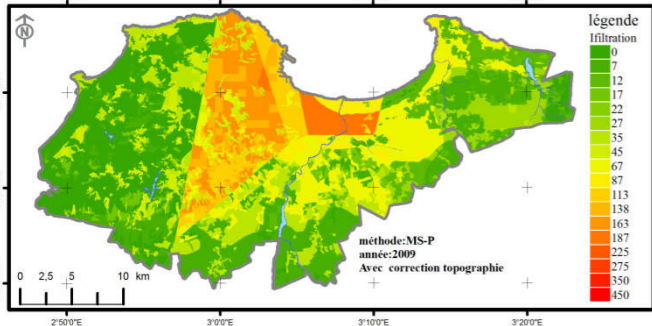 légende
Ifiltration
0
7
12
17
22
27
35
45
67
87
113
138
163
187
225
275
350
450
N
méthode:MS-P
année:2009
Avec correction topographie
0 2,5 5 10 km
2°50'0"E 3°0'0"E 3°10'0"E 3°20'0"E